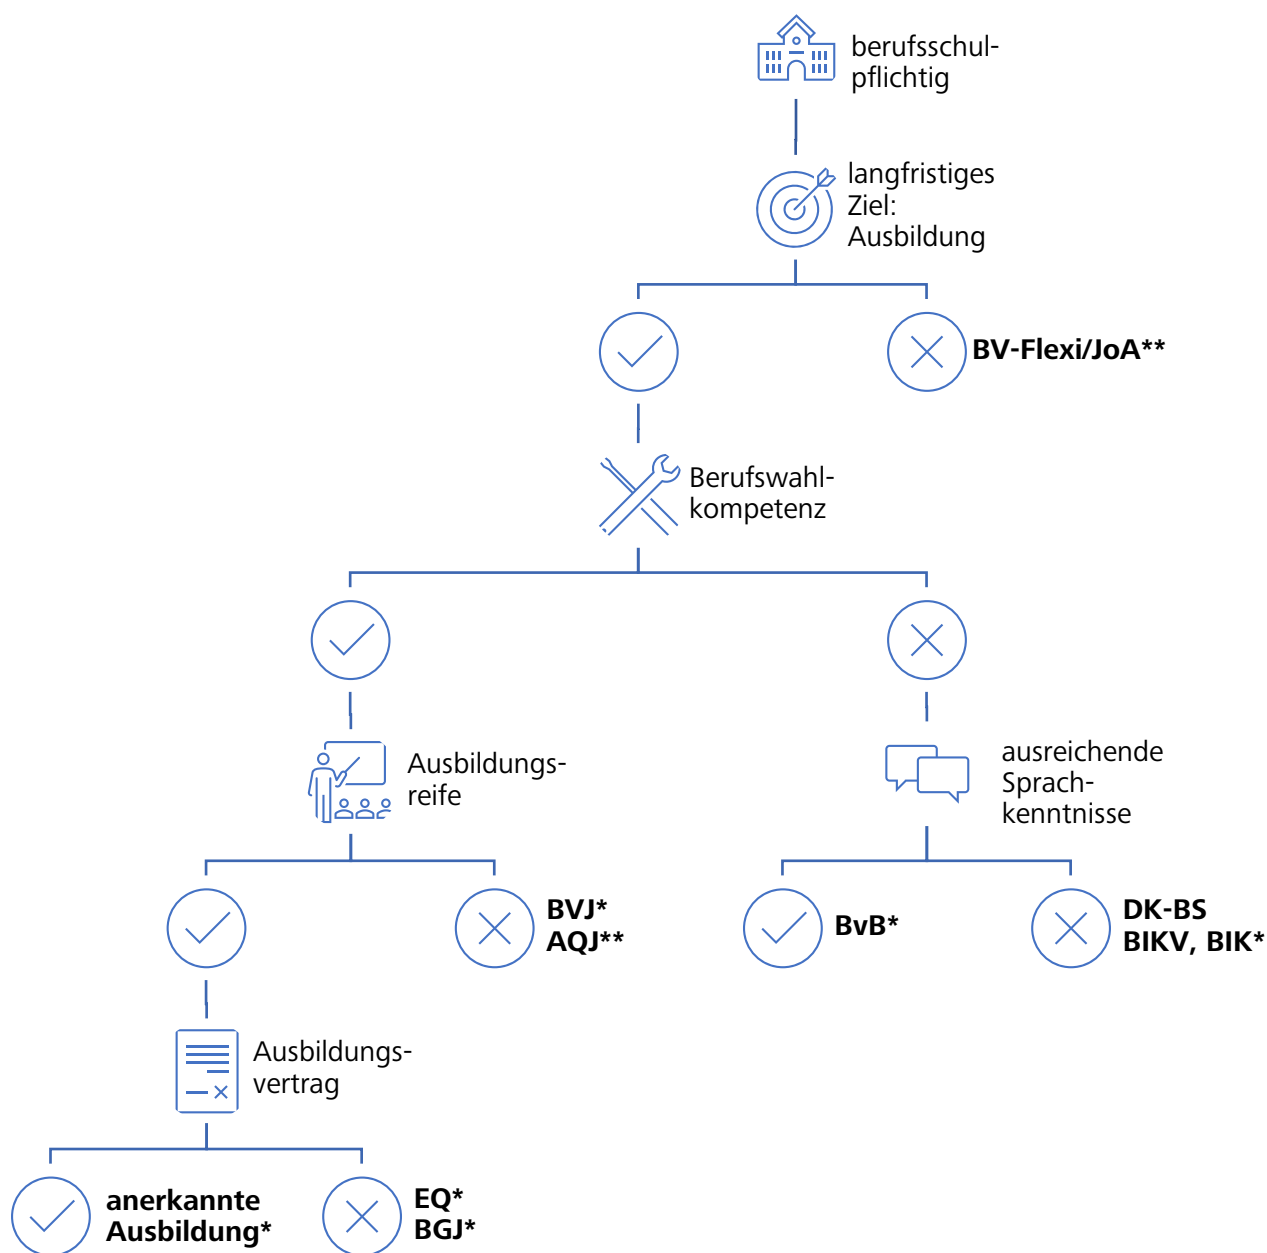 berufsschul-
pflichtig
langfristiges
Ziel:
Ausbildung
BV-Flexi/JoA**
Berufswahl-
kompetenz
Ausbildungs-
reife
ausreichende
Sprach-
kenntnisse
BVJ*
AQJ**
BvB*
DK-BS
BIKV, BIK*
Ausbildungs-
vertrag
anerkannte
Ausbildung*
EQ*
BGJ*